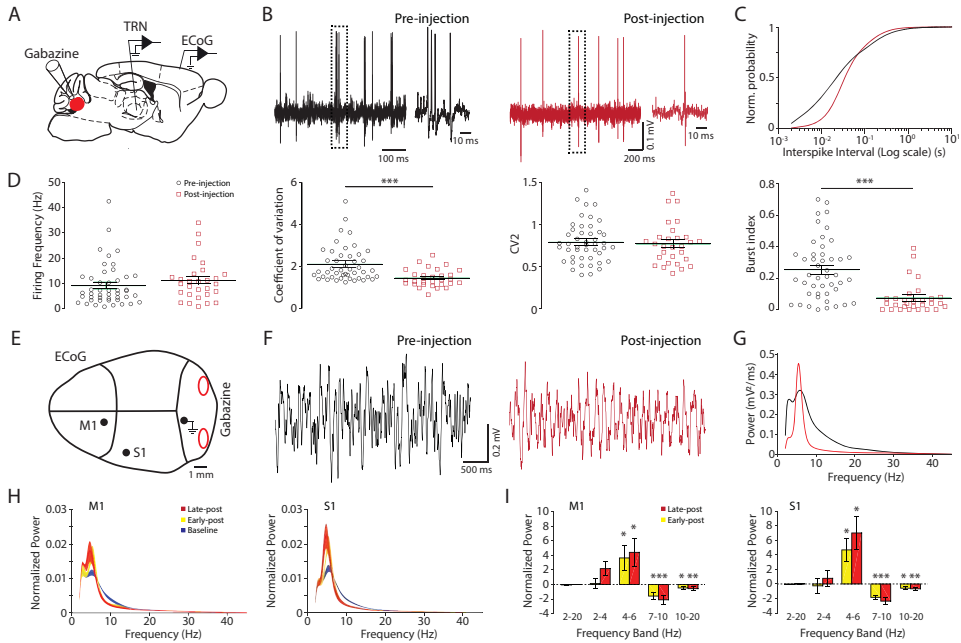 A
Gabazine
TRN
ECoG
B
Pre-injection
100 ms
10 ms
Post-injection
0.1 mV
200 ms
10 ms
C
Norm. probability
1
0.5
0
10-3 10-2 10-1 100 101
Interspike Interval (Log scale) (s)
D
Firing Frequency (Hz)
50
40
30
20
10
0
Pre-injection
Post-injection
Coefficient of variation
6
4
2
0
***
CV2
1.5
1
0.5
0
Burst index
0.8
0.6
0.4
0.2
0
***
E
ECoG
M1
S1
Gabazine
1 mm
F
Pre-injection
0.2 mV
500 ms
Post-injection
G
Power (mV²/ms)
0.5
0.4
0.3
0.2
0.1
0
0 10 20 30 40
Frequency (Hz)
H
M1
Normalized Power
0.03
0.02
0.01
0
0 10 20 30 40
Frequency (Hz)
Late-post
Early-post
Baseline
S1
Normalized Power
0.03
0.02
0.01
0
0 10 20 30 40
Frequency (Hz)
I
M1
Normalized Power
10
8
6
4
2
0
-2
-4
* *
*** * **
2-20 2-4 4-6 7-10 10-20
Frequency Band (Hz)
Late-post
Early-post
S1
Normalized Power
10
8
6
4
2
0
-2
-4
* *
*** * **
2-20 2-4 4-6 7-10 10-20
Frequency Band (Hz)